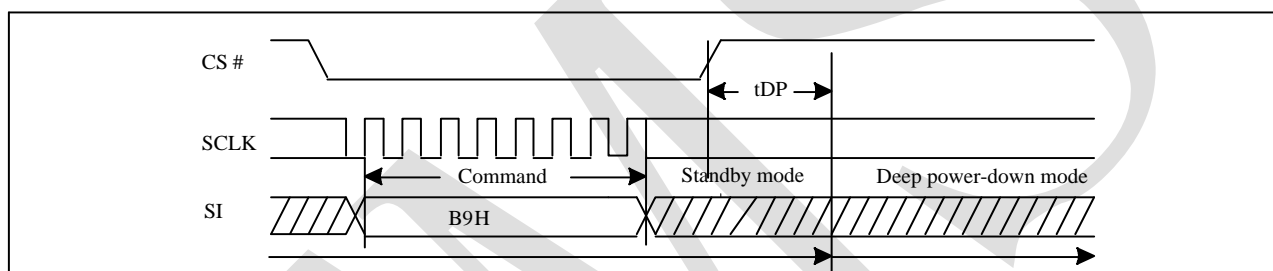 CS #
tDP
SCLK
Command
Standby mode
Deep power-down mode
SI
B9H